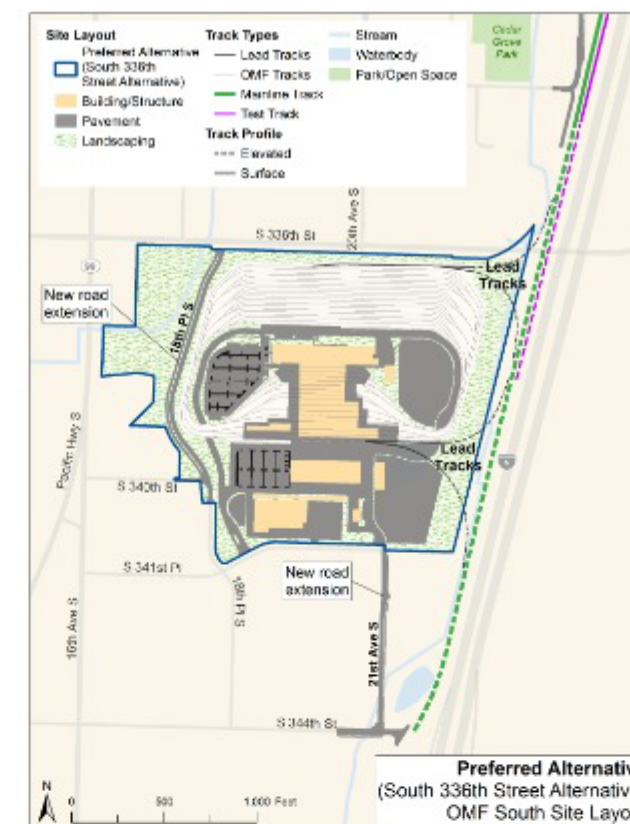 Site Layout
Preferred Alternative
(South 336th
Street Alternative)
Building/Structure
Pavement
Landscaping
Track Types
Lead Tracks
OMF Tracks
Mainline Track
Test Track
Track Profile
Elevated
Surface
Stream
Waterbody
Park/Open Space
Cedar
Grove
Park
20th Ave S
S 336th St
99
Lead
Tracks
New road
extension
18th Pl S
Pacific Hwy S
Lead
Tracks
5
S 340th St
S 341st Pl
New road
extension
18th Pl S
16th Ave S
21st Ave S
S 344th St
N
0 500 1,000 Feet
Preferred Alternativ
(South 336th Street Alternativ
OMF South Site Layo